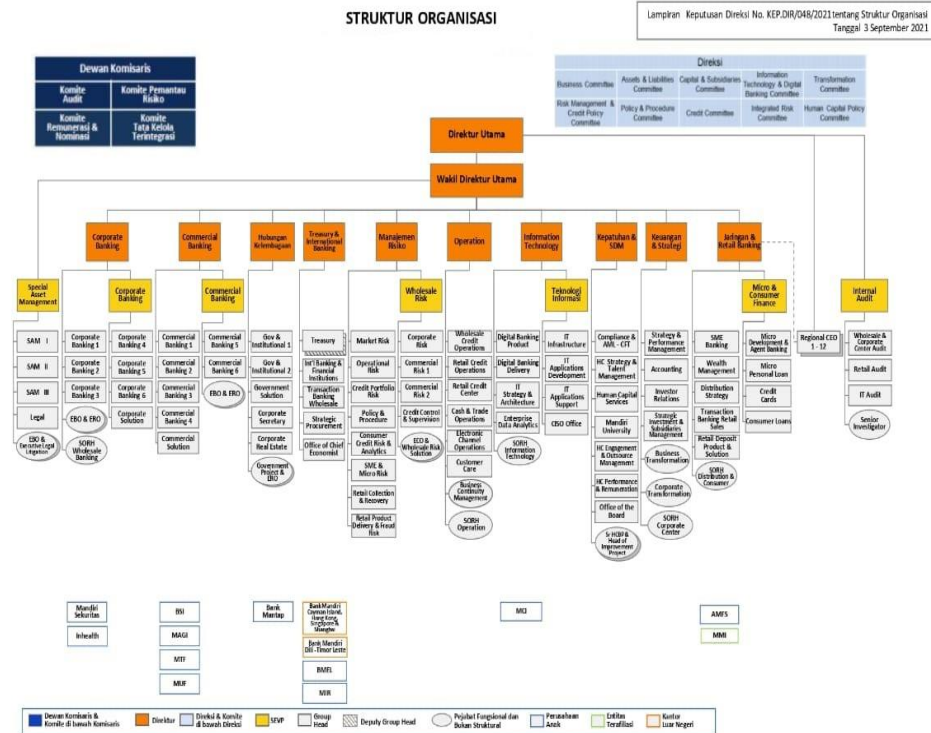 STRUKTUR ORGANISASI
Lampiran Keputusan Direksi No. KEP.DIR/048/2021 tentang Struktur Organisasi
Tanggal 3 September 2021
Dewan Komisaris
Komite
Audit
Komite Pemantau
Risiko
Komite
Remunerasi &
Nominasi
Komite
Tata Kelola
Terintegrasi
Direksi
Business Committee
Assets & Liabilities
Committee
Capital & Subsidiaries
Committee
Information
Technology & Digital
Banking Committee
Transformation
Committee
Risk Management &
Credit Policy
Committee
Policy & Procedure
Committee
Credit Committee
Integrated Risk
Committee
Human Capital Policy
Committee
Direktur Utama
Wakil Direktur Utama
Corporate
Banking
Commercial
Banking
Hubungan
Kelembagaan
Treasury &
International
Banking
Manajemen
Risiko
Operation
Information
Technology
Kepatuhan &
SDM
Keuangan
& Strategi
Jaringan &
Retail Banking
Special
Asset
Management
Corporate
Banking
Commercial
Banking
Wholesale
Risk
Teknologi
Informasi
Micro &
Consumer
Finance
Internal
Audit
SAM I
SAM II
SAM III
Legal
EBO &
Executive Legal
Litigation
Corporate
Banking 1
Corporate
Banking 2
Corporate
Banking 3
EBO & ERO
SORH
Wholesale
Banking
Corporate
Banking 4
Corporate
Banking 5
Corporate
Banking 6
Corporate
Solution
Commercial
Banking 1
Commercial
Banking 2
Commercial
Banking 3
Commercial
Banking 4
Commercial
Solution
Commercial
Banking 5
Commercial
Banking 6
EBO & ERO
Gov &
Institutional 1
Gov &
Institutional 2
Government
Solution
Corporate
Secretary
Corporate
Real Estate
Government
Project &
ERO
Treasury
Int'l Banking &
Financial
Institutions
Transaction
Banking
Wholesale
Strategic
Procurement
Office of Chief
Economist
Market Risk
Operational
Risk
Credit Portfolio
Risk
Policy &
Procedure
Consumer
Credit Risk &
Analytics
SME &
Micro Risk
Retail Collection
& Recovery
Retail Product
Delivery & Fraud
Risk
Corporate
Risk
Commercial
Risk 1
Commercial
Risk 2
Credit Control
& Supervision
ECO &
Wholesale Risk
Solution
Wholesale
Credit
Operations
Retail Credit
Operations
Retail Credit
Center
Cash & Trade
Operations
Electronic
Channel
Operations
Customer
Care
Business
Continuity
Management
SORH
Operation
Digital Banking
Product
Digital Banking
Delivery
IT
Strategy &
Architecture
Enterprise
Data Analytics
SORH
Information
Technology
IT
Infrastructure
IT
Applications
Development
IT
Applications
Support
CISO Office
Compliance &
AML - CFT
HC Strategy &
Talent
Management
Human Capital
Services
Mandiri
University
HC Engagement
& Outsource
Management
HC Performance
& Remuneration
Office of the
Board
Sr HCBP &
Head of
Improvement
Project
Strategy &
Performance
Management
Accounting
Investor
Relations
Strategic
Investment &
Subsidiaries
Management
Business
Transformation
Corporate
Transformation
SORH
Corporate
Center
SME
Banking
Wealth
Management
Distribution
Strategy
Transaction
Banking Retail
Sales
Retail Deposit
Product &
Solution
SORH
Distribution &
Consumer
Micro
Development &
Agent Banking
Micro
Personal Loan
Credit
Cards
Consumer Loans
Regional CEO
1 - 12
Wholesale &
Corporate
Center Audit
Retail Audit
IT Audit
Senior
Investigator
Mandiri
Sekuritas
Inhealth
BSI
MAGI
MTF
MUF
Bank
Mantap
Bank Mandiri
Cayman Island,
Hong Kong,
Singapore &
Shanghai
Bank Mandiri
Dili -Timor Leste
BMEL
MIR
MCI
AMFS
MMI
Dewan Komisaris &
Komite di bawah Komisaris
Direktur
Direksi & Komite
di bawah Direksi
SEVP
Group
Head
Deputy Group Head
Pejabat Fungsional dan
Bukan Struktural
Perusahaan
Anak
Entitas
Terafiliasi
Kantor
Luar Negeri